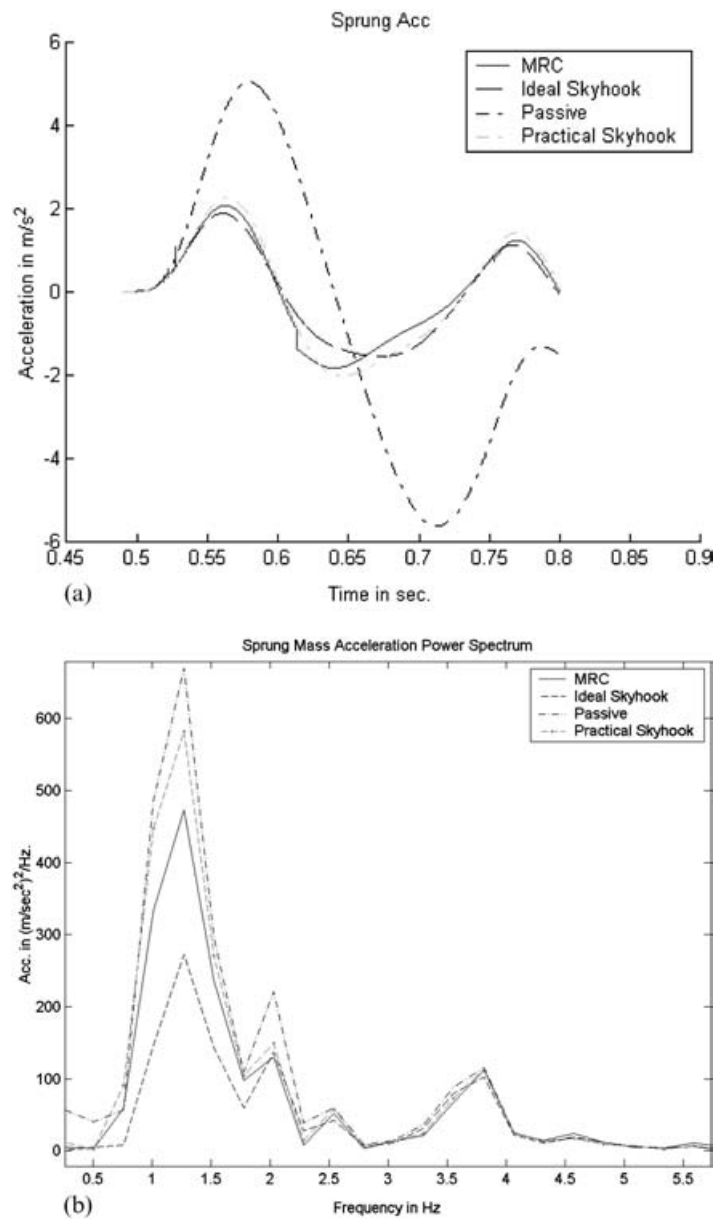 Sprung Acc
MRC
Ideal Skyhook
Passive
Practical Skyhook
Acceleration in m/s²
6
4
2
0
-2
-4
-6
0.45
0.5
0.55
0.6
0.65
0.7
0.75
0.8
0.85
0.9
(a)
Time in sec.
Sprung Mass Acceleration Power Spectrum
MRC
Ideal Skyhook
Passive
Practical Skyhook
Acc. in (m/sec²)²/Hz.
600
500
400
300
200
100
0
0.5
1
1.5
2
2.5
3
3.5
4
4.5
5
5.5
(b)
Frequency in Hz